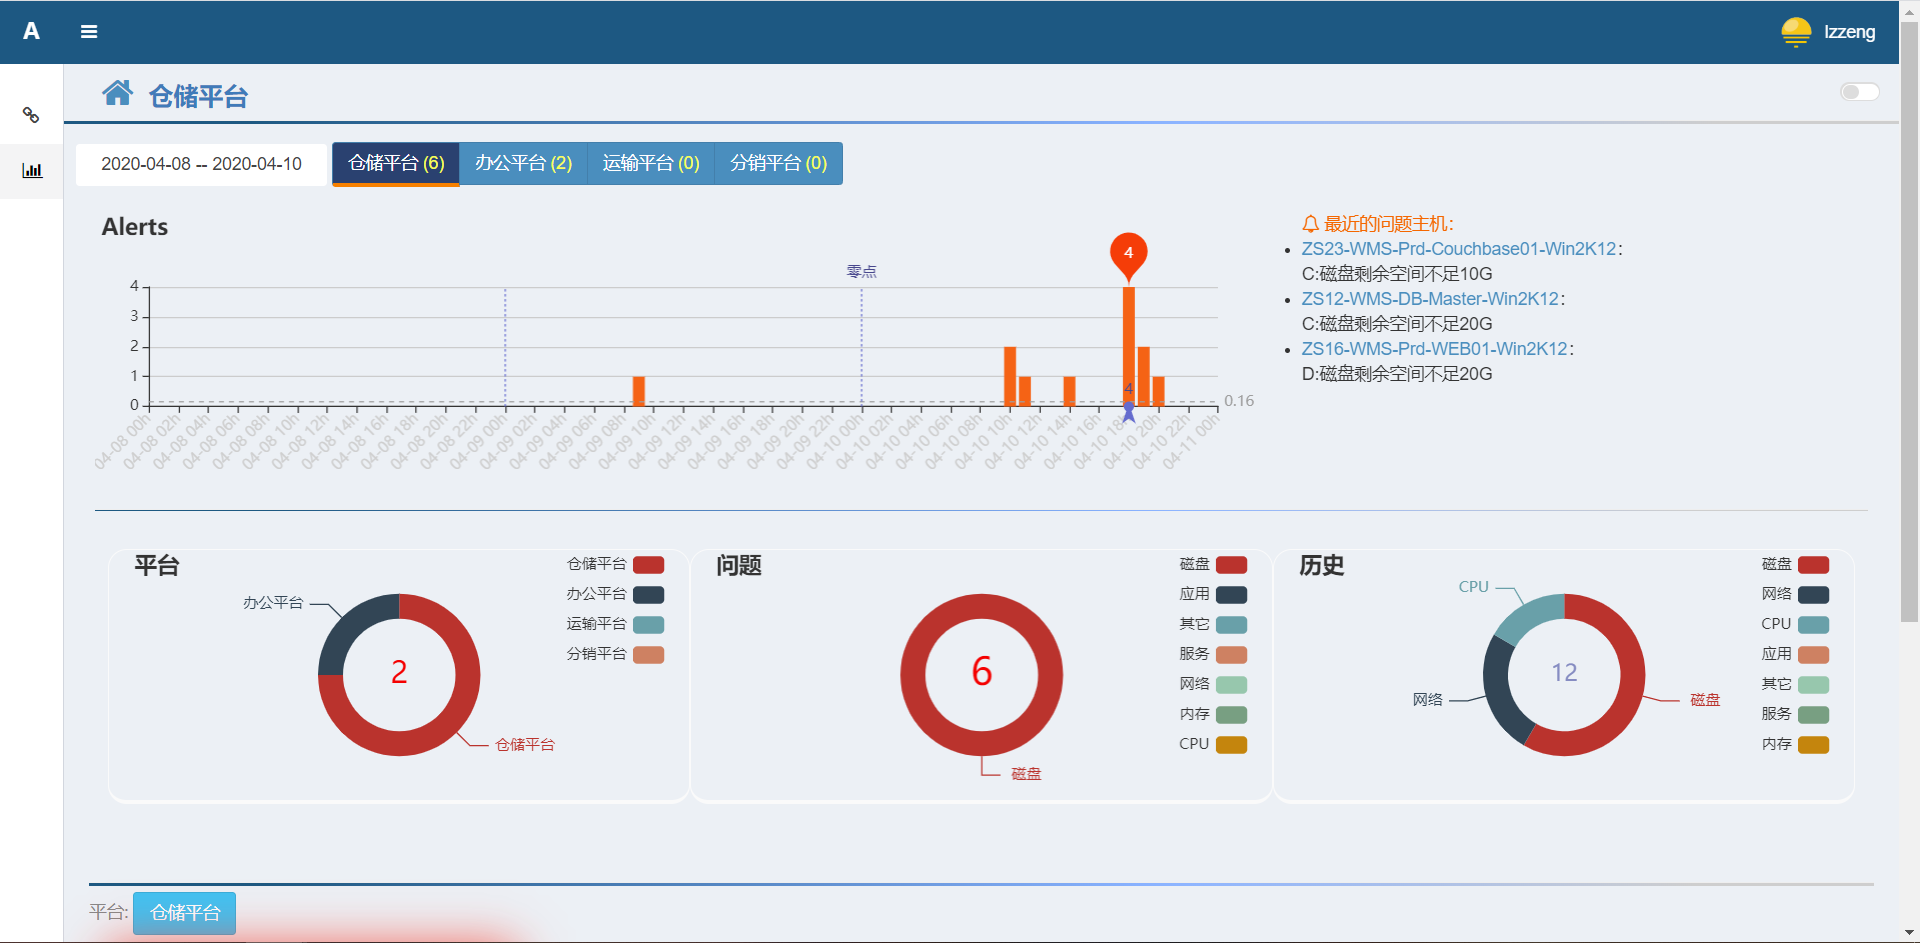 A
lzzeng
仓储平台
2020-04-08 -- 2020-04-10
仓储平台 (6)
办公平台 (2)
运输平台 (0)
分销平台 (0)
Alerts
4
零点
4
3
2
1
0
4
0.16
04-08 00h
04-08 02h
04-08 04h
04-08 06h
04-08 08h
04-08 10h
04-08 12h
04-08 14h
04-08 16h
04-08 18h
04-08 20h
04-08 22h
04-09 00h
04-09 02h
04-09 04h
04-09 06h
04-09 08h
04-09 10h
04-09 12h
04-09 14h
04-09 16h
04-09 18h
04-09 20h
04-09 22h
04-10 00h
04-10 02h
04-10 04h
04-10 06h
04-10 08h
04-10 10h
04-10 12h
04-10 14h
04-10 16h
04-10 18h
04-10 20h
04-10 22h
04-11 00h
最近的问题主机:
ZS23-WMS-Prd-Couchbase01-Win2K12:
C:磁盘剩余空间不足10G
ZS12-WMS-DB-Master-Win2K12:
C:磁盘剩余空间不足20G
ZS16-WMS-Prd-WEB01-Win2K12:
D:磁盘剩余空间不足20G
平台
办公平台
2
仓储平台
仓储平台
办公平台
运输平台
分销平台
问题
6
磁盘
磁盘
应用
其它
服务
网络
内存
CPU
历史
CPU
网络
12
磁盘
磁盘
网络
CPU
应用
其它
服务
内存
平台:
仓储平台